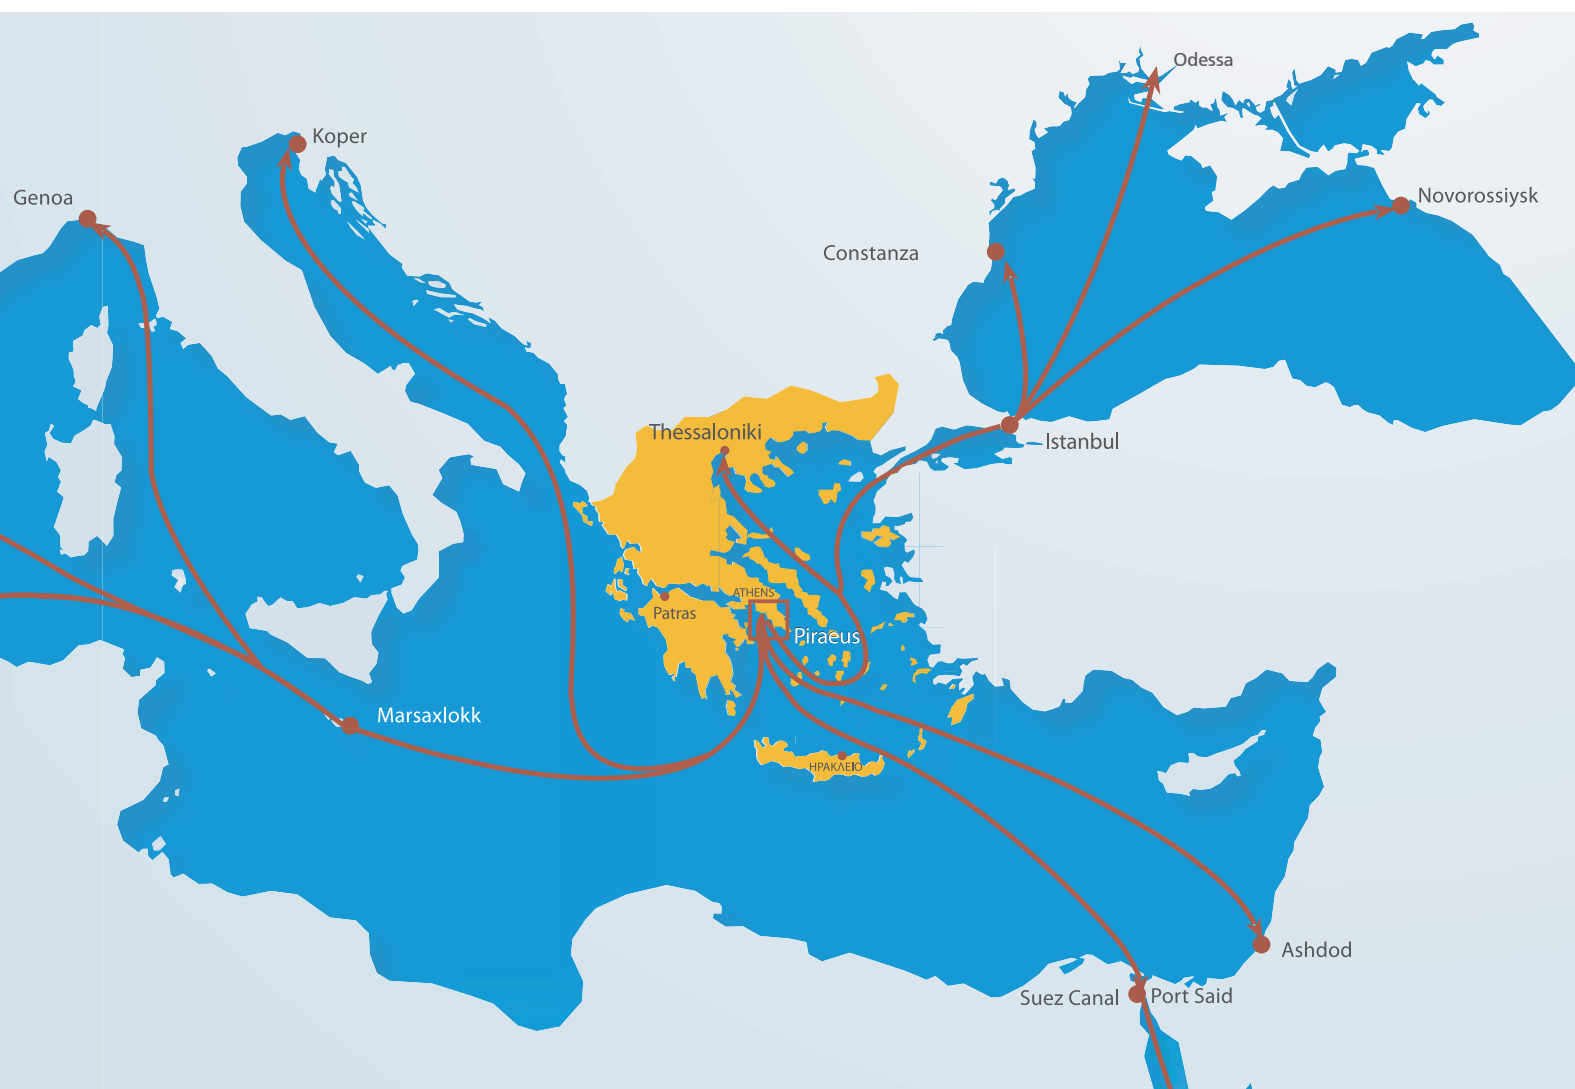 Odessa
Koper
Genoa
Novorossiysk
Constanza
Thessaloniki
Istanbul
ATHENS
Patras
Piraeus
Marsaxlokk
ΗΡΑΚΛΕΙΟ
Ashdod
Suez Canal
Port Said